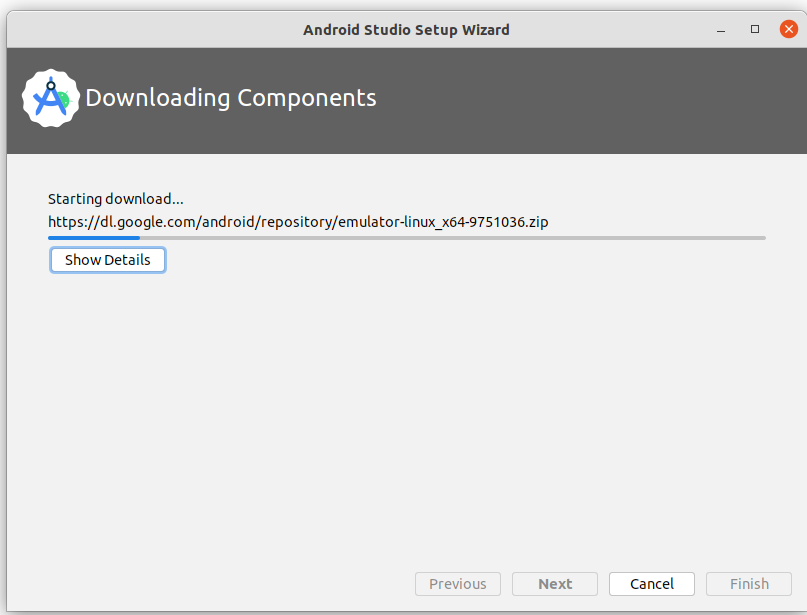 Android Studio Setup Wizard
Downloading Components
Starting download...
https://dl.google.com/android/repository/emulator-linux_x64-9751036.zip
Show Details
Previous
Next
Cancel
Finish